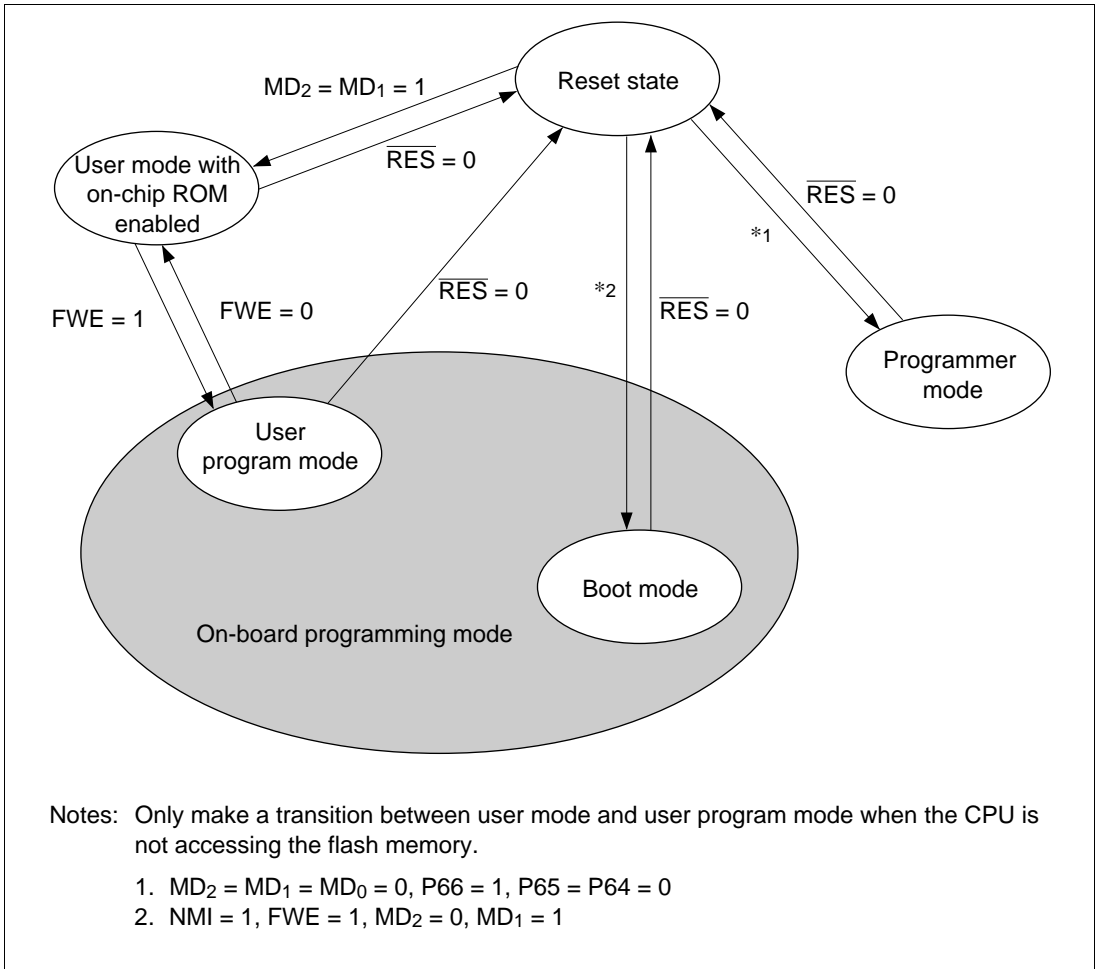 Reset state
MD2 = MD1 = 1
RES = 0
User mode with
on-chip ROM
enabled
RES = 0
*1
RES = 0
*2
RES = 0
FWE = 1
FWE = 0
Programmer
mode
User
program mode
Boot mode
On-board programming mode
Notes: Only make a transition between user mode and user program mode when the CPU is
not accessing the flash memory.
1. MD2 = MD1 = MD0 = 0, P66 = 1, P65 = P64 = 0
2. NMI = 1, FWE = 1, MD2 = 0, MD1 = 1